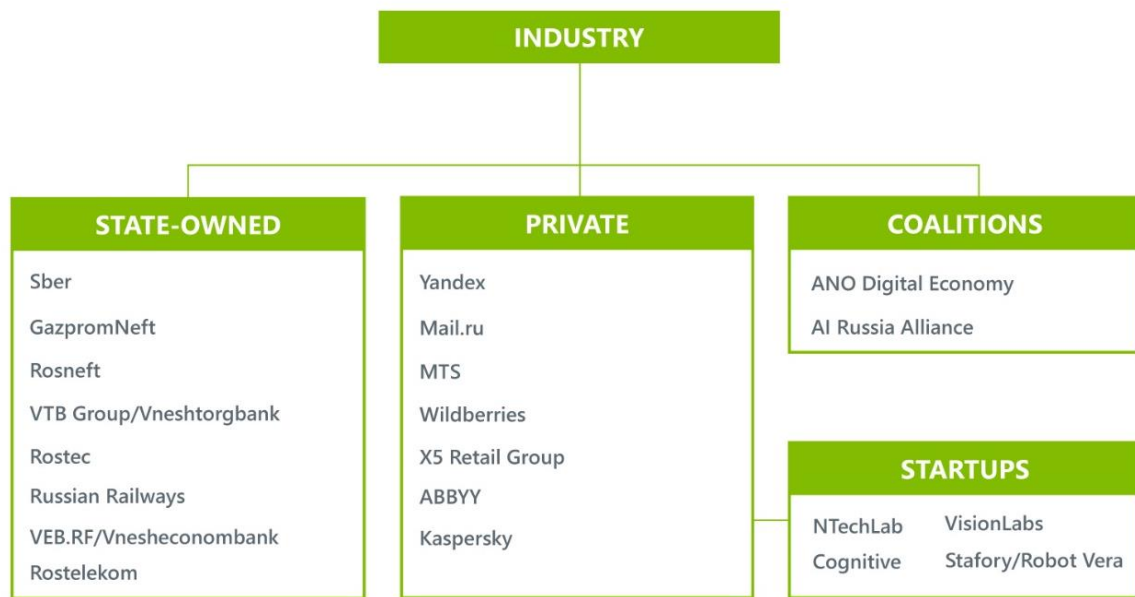 INDUSTRY
STATE-OWNED
Sber
GazpromNeft
Rosneft
VTB Group/Vneshtorgbank
Rostec
Russian Railways
VEB.RF/Vnesheconombank
Rostelekom
PRIVATE
Yandex
Mail.ru
MTS
Wildberries
X5 Retail Group
ABBYY
Kaspersky
COALITIONS
ANO Digital Economy
AI Russia Alliance
STARTUPS
NTechLab VisionLabs
Cognitive Stafory/Robot Vera